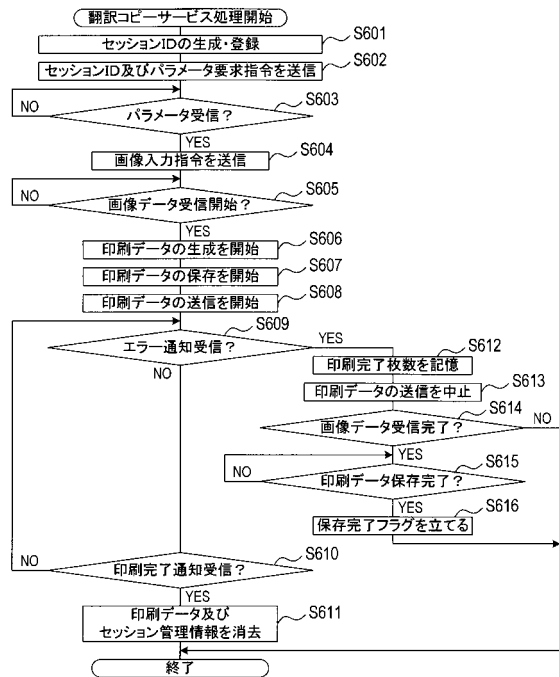 翻訳コピーサービス処理開始
セッションIDの生成・登録
S601
セッションID及びパラメータ要求指令を送信
S602
パラメータ受信?
S603
NO
YES
画像入力指令を送信
S604
画像データ受信開始?
S605
NO
YES
印刷データの生成を開始
S606
印刷データの保存を開始
S607
印刷データの送信を開始
S608
エラー通知受信?
S609
YES
NO
印刷完了枚数を記憶
S612
印刷データの送信を中止
S613
画像データ受信完了?
S614
NO
YES
印刷データ保存完了?
S615
NO
YES
保存完了フラグを立てる
S616
印刷完了通知受信?
S610
NO
YES
印刷データ及び
セッション管理情報を消去
S611
終了